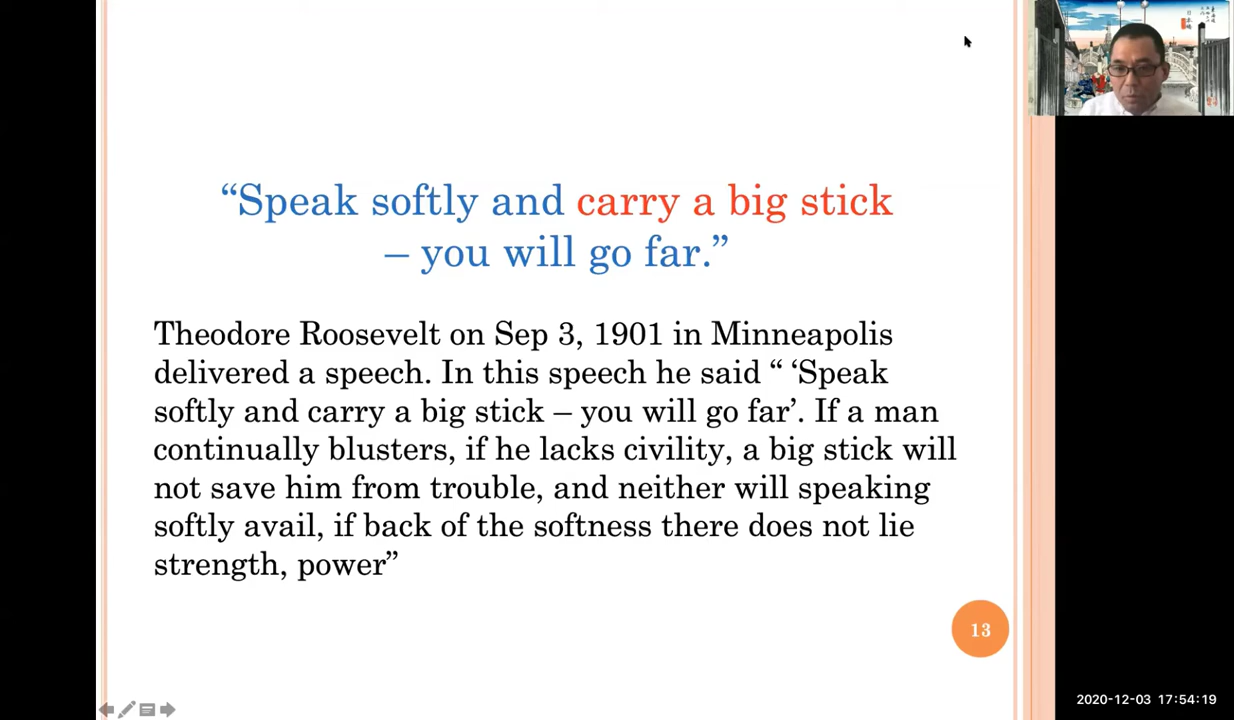 “Speak softly and carry a big stick
– you will go far.”
Theodore Roosevelt on Sep 3, 1901 in Minneapolis
delivered a speech. In this speech he said “ ‘Speak
softly and carry a big stick – you will go far’. If a man
continually blusters, if he lacks civility, a big stick will
not save him from trouble, and neither will speaking
softly avail, if back of the softness there does not lie
strength, power”
13
2020-12-03 17:54:19